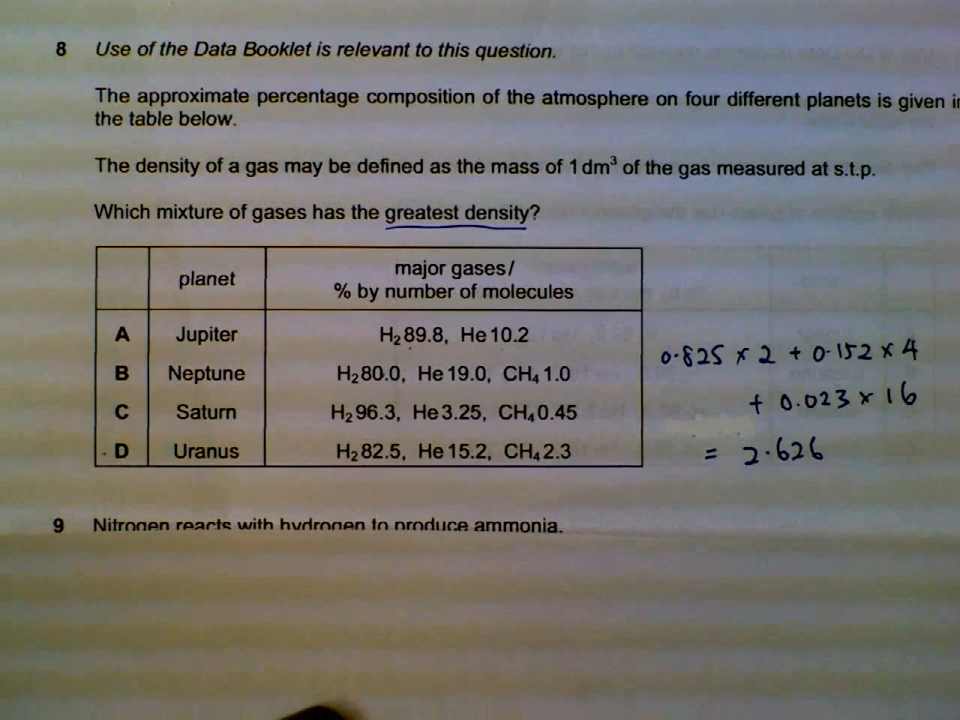 8 Use of the Data Booklet is relevant to this question.
The approximate percentage composition of the atmosphere on four different planets is given
the table below.
The density of a gas may be defined as the mass of 1 dm³ of the gas measured at s.t.p.
Which mixture of gases has the greatest density?
planet
major gases/
% by number of molecules
A Jupiter H₂ 89.8, He 10.2
B Neptune H₂ 80.0, He 19.0, CH₄ 1.0
C Saturn H₂ 96.3, He 3.25, CH₄ 0.45
D Uranus H₂ 82.5, He 15.2, CH₄ 2.3
0.825 × 2 + 0.152 × 4
+ 0.023 × 16
= 2.626
9 Nitrogen reacts with hydrogen to produce ammonia.